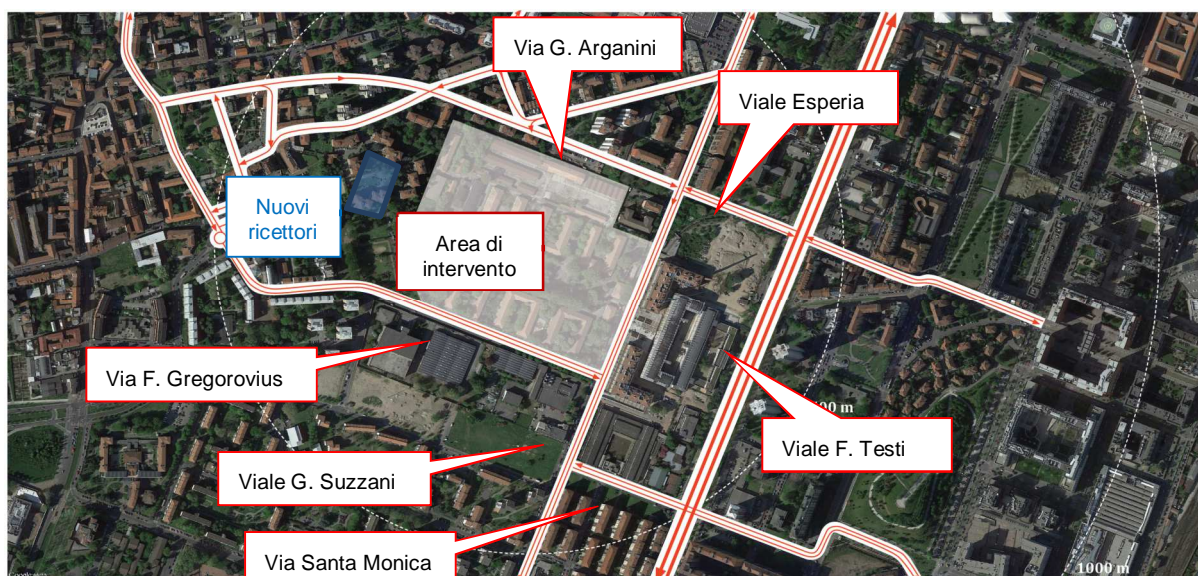 Via G. Arganini
Viale Esperia
Nuovi
ricettori
Area di
intervento
Via F. Gregorovius
Viale G. Suzzani
Viale F. Testi
Via Santa Monica
1000 m